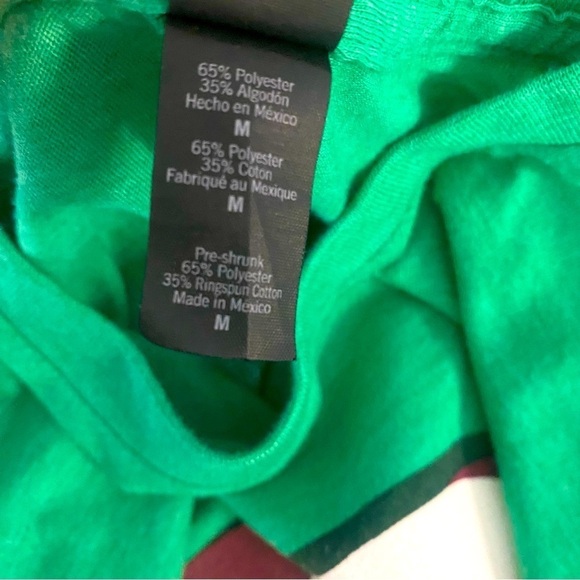 65% Polyester
35% Algodón
Hecho en México
M
65% Polyester
35% Coton
Fabriqué au Mexique
M
Pre-shrunk
65% Polyester
35% Ringspun Cotton
Made in Mexico
M